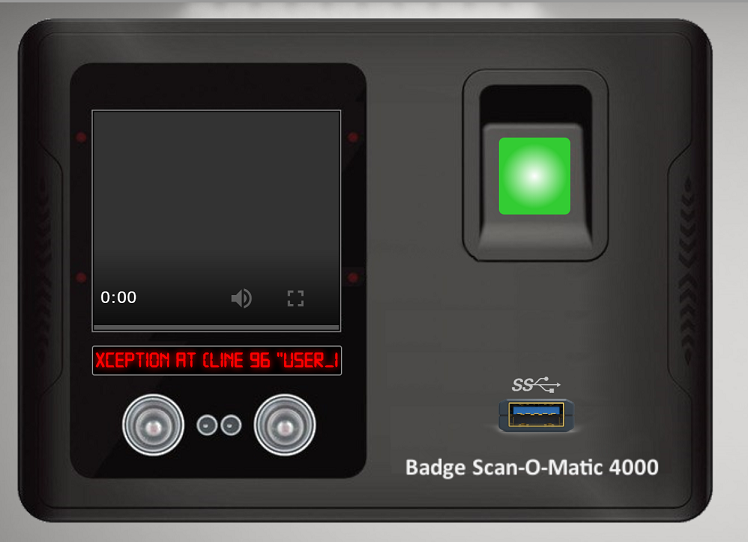 0:00
XCEPTION AT (LINE 96 "USER_I
SS
Badge Scan-O-Matic 4000